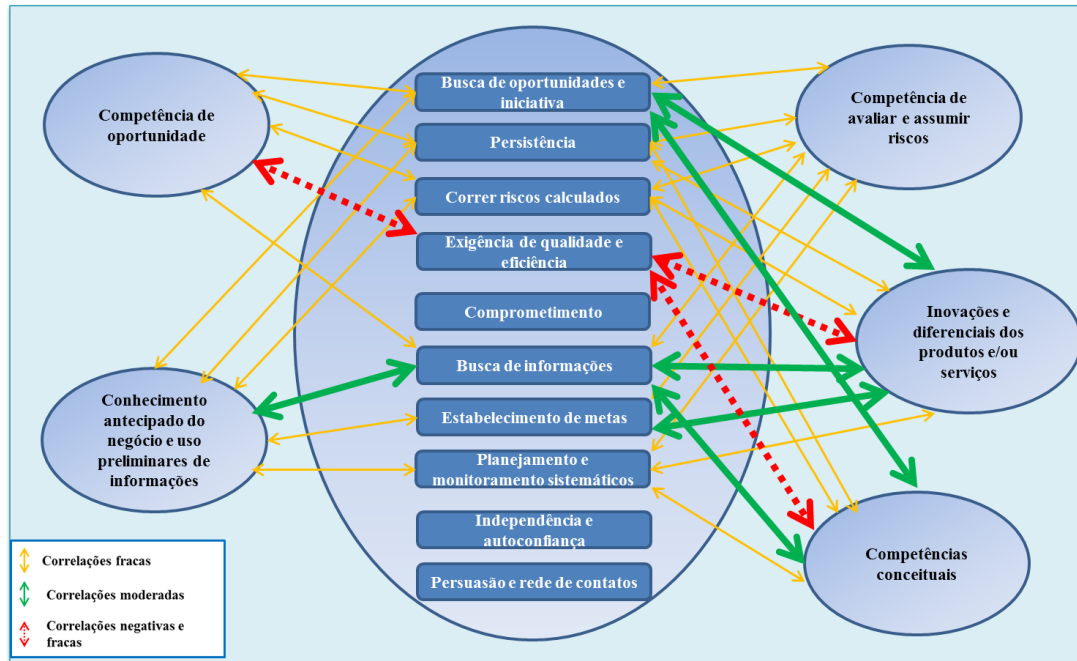 Competência de
oportunidade
Conhecimento
antecipado do
negócio e uso
preliminares de
informações
Busca de oportunidades e
iniciativa
Persistência
Correr riscos calculados
Exigência de qualidade e
eficiência
Comprometimento
Busca de informações
Estabelecimento de metas
Planejamento e
monitoramento sistemáticos
Independência e
autoconfiança
Persuasão e rede de contatos
Competência de
avaliar e assumir
riscos
Inovações e
diferenciais dos
produtos e/ou
serviços
Competências
conceituais
Correlações fracas
Correlações moderadas
Correlações negativas e
fracas